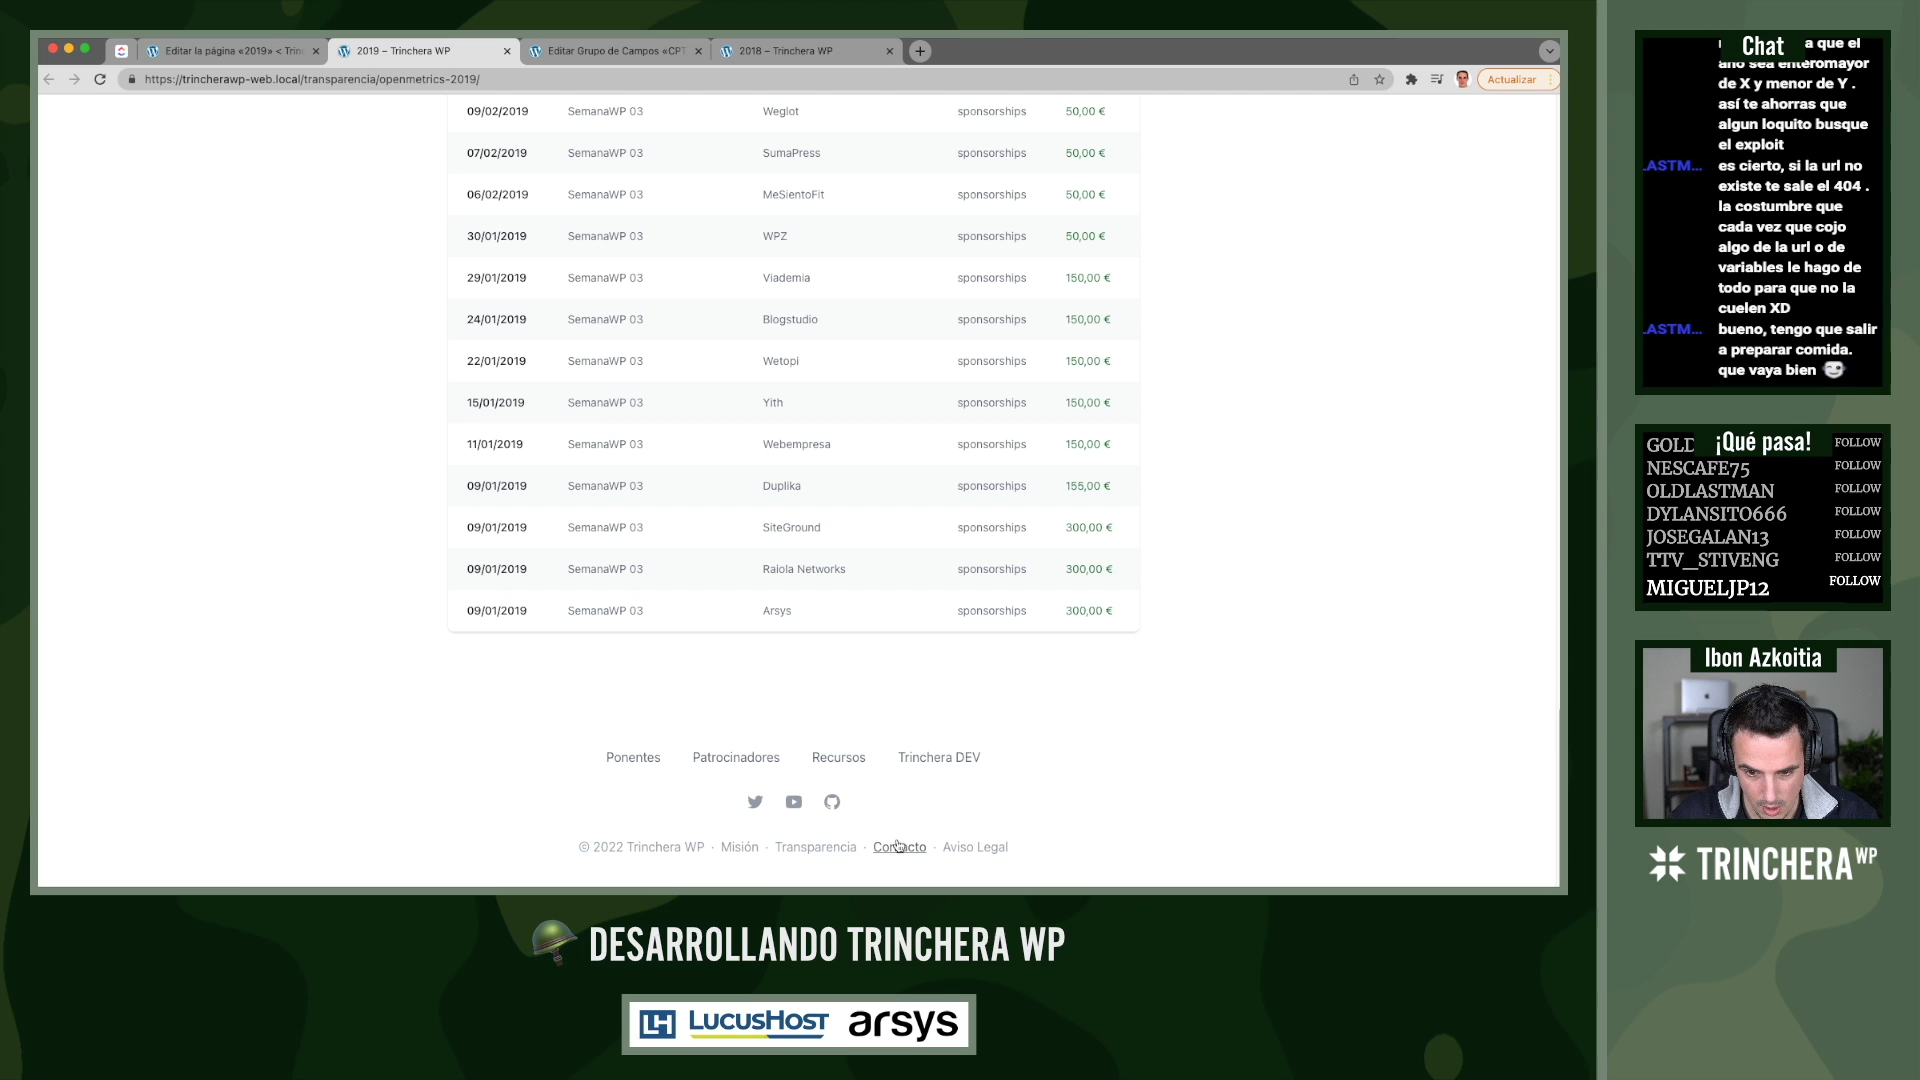 Editar la página «2019» < Trin
2019 – Trinchera WP
Editar Grupo de Campos «CPT
2018 – Trinchera WP
https://trincherawp-web.local/transparencia/openmetrics-2019/
Actualizar
09/02/2019 SemanaWP 03 Weglot sponsorships 50,00 €
07/02/2019 SemanaWP 03 SumaPress sponsorships 50,00 €
06/02/2019 SemanaWP 03 MeSientoFit sponsorships 50,00 €
30/01/2019 SemanaWP 03 WPZ sponsorships 50,00 €
29/01/2019 SemanaWP 03 Viademia sponsorships 150,00 €
24/01/2019 SemanaWP 03 Blogstudio sponsorships 150,00 €
22/01/2019 SemanaWP 03 Wetopi sponsorships 150,00 €
15/01/2019 SemanaWP 03 Yith sponsorships 150,00 €
11/01/2019 SemanaWP 03 Webempresa sponsorships 150,00 €
09/01/2019 SemanaWP 03 Duplika sponsorships 155,00 €
09/01/2019 SemanaWP 03 SiteGround sponsorships 300,00 €
09/01/2019 SemanaWP 03 Raiola Networks sponsorships 300,00 €
09/01/2019 SemanaWP 03 Arsys sponsorships 300,00 €
Ponentes Patrocinadores Recursos Trinchera DEV
© 2022 Trinchera WP · Misión · Transparencia · Contacto · Aviso Legal
DESARROLLANDO TRINCHERA WP
LH LUCUSHOST arsys
Chat
a que el
año sea enteromayor
de X y menor de Y .
así te ahorras que
algun loquito busque
el exploit
.ASTM... es cierto, si la url no
existe te sale el 404 .
la costumbre que
cada vez que cojo
algo de la url o de
variables le hago de
todo para que no la
cuelen XD
.ASTM... bueno, tengo que salir
a preparar comida.
que vaya bien
¡Qué pasa!
GOLD FOLLOW
NESCAFE75 FOLLOW
OLDLASTMAN FOLLOW
DYLANSITO666 FOLLOW
JOSEGALAN13 FOLLOW
TTV_STIVENG FOLLOW
MIGUELJP12 FOLLOW
Ibon Azkoitia
TRINCHERA WP